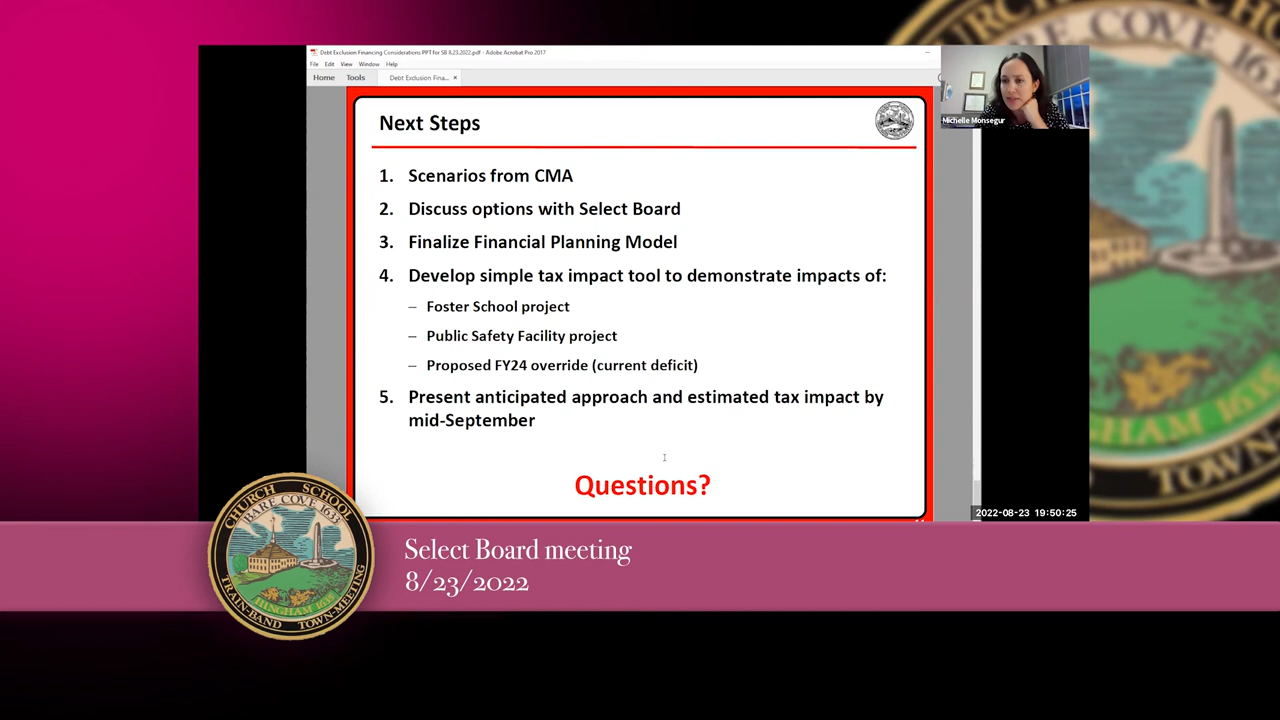 Debt Exclusion Financing Considerations PPT for SB 8.23.2022.pdf - Adobe Acrobat Pro 2017
File Edit View Window Help
Home Tools Debt Exclusion Fina... ×
Michelle Monsegur
Next Steps
1. Scenarios from CMA
2. Discuss options with Select Board
3. Finalize Financial Planning Model
4. Develop simple tax impact tool to demonstrate impacts of:
– Foster School project
– Public Safety Facility project
– Proposed FY24 override (current deficit)
5. Present anticipated approach and estimated tax impact by
mid-September
Questions?
2022-08-23 19:50:25
CHURCH SCHOOL
BARE COVE 1633
HINGHAM 1635
TRAIN-BAND TOWN-MEETING
Select Board meeting
8/23/2022